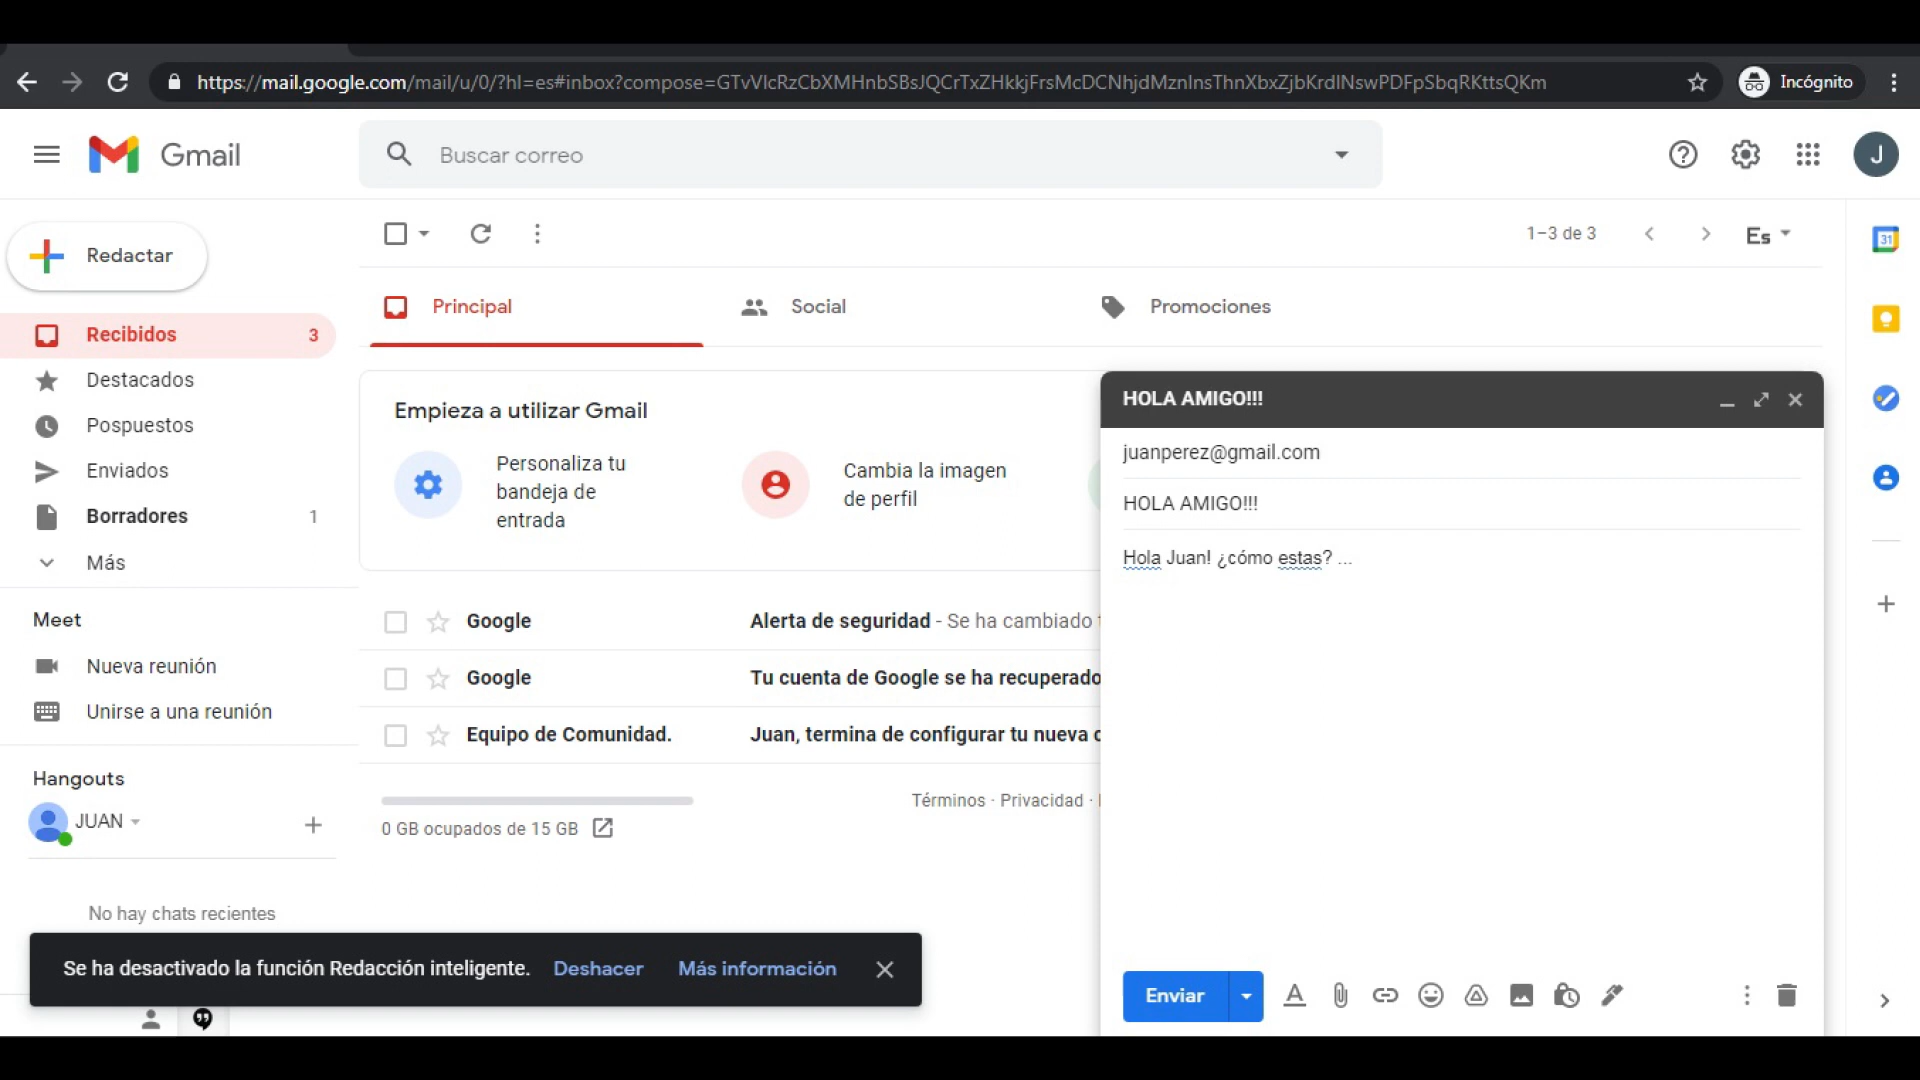 https://mail.google.com/mail/u/0/?hl=es#inbox?compose=GTvVlcRzCbXMHnbSBsJQCrTxZHkkjFrsMcDCNhjdMznlnsThnXbxZjbKrdlNswPDFpSbqRKttsQKm
Incógnito
Gmail
Buscar correo
J
Redactar
1–3 de 3
Es
31
Recibidos 3
Destacados
Pospuestos
Enviados
Borradores 1
Más
Meet
Nueva reunión
Unirse a una reunión
Hangouts
JUAN
No hay chats recientes
Principal
Social
Promociones
Empieza a utilizar Gmail
Personaliza tu
bandeja de
entrada
Cambia la imagen
de perfil
Google Alerta de seguridad - Se ha cambiado
Google Tu cuenta de Google se ha recuperado
Equipo de Comunidad. Juan, termina de configurar tu nueva
Términos · Privacidad ·
0 GB ocupados de 15 GB
HOLA AMIGO!!!
juanperez@gmail.com
HOLA AMIGO!!!
Hola Juan! ¿cómo estas? ...
Enviar
Se ha desactivado la función Redacción inteligente. Deshacer Más información